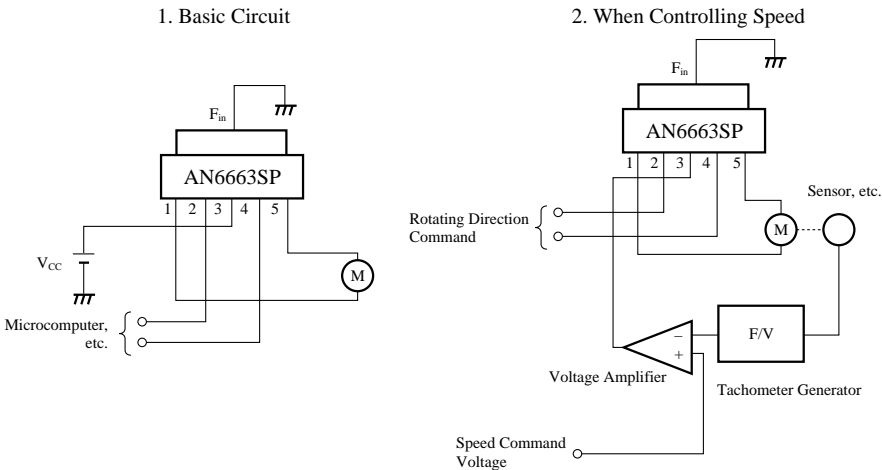 1. Basic Circuit
Fin
AN6663SP
1 2 3 4 5
VCC
M
Microcomputer,
etc.
2. When Controlling Speed
Fin
AN6663SP
1 2 3 4 5
Sensor, etc.
Rotating Direction
Command
M
F/V
−
+
Voltage Amplifier
Tachometer Generator
Speed Command
Voltage